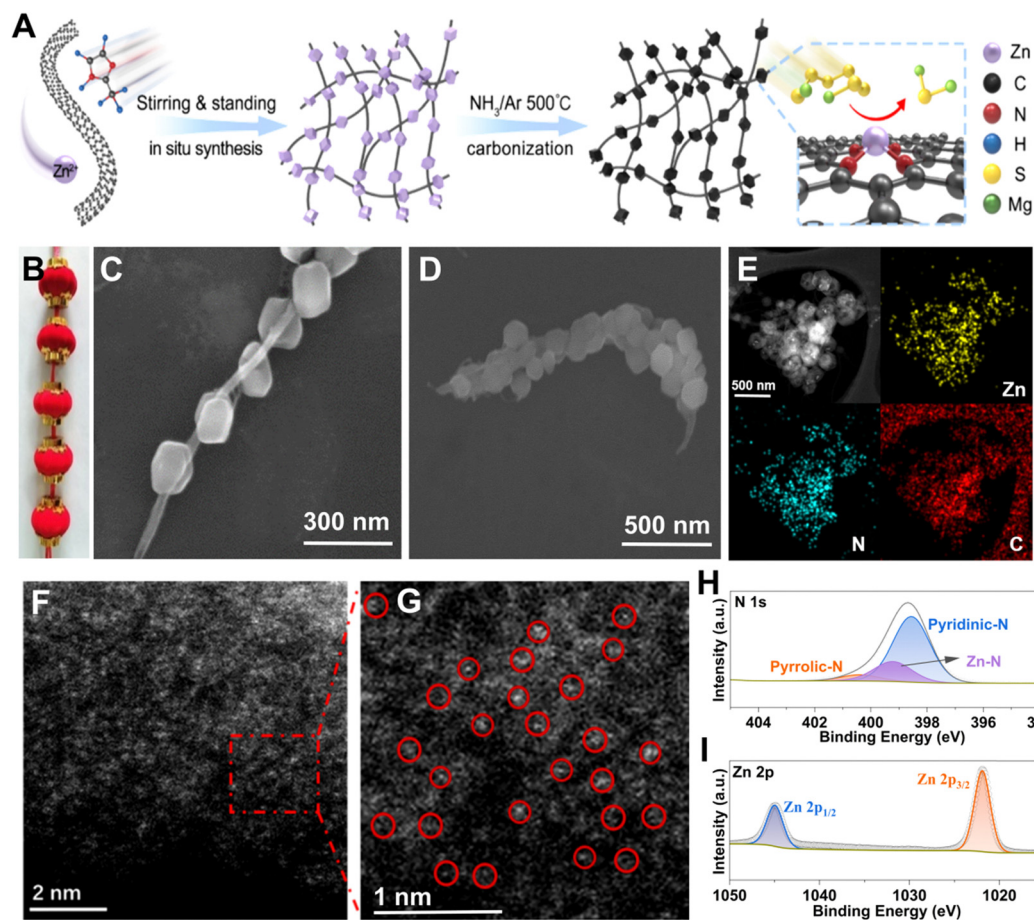 A
Zn²⁺
Stirring & standing
in situ synthesis
NH₃/Ar 500°C
carbonization
Zn
C
N
H
S
Mg
B
C
300 nm
D
500 nm
E
500 nm
Zn
N
C
F
2 nm
G
1 nm
H
N 1s
Pyridinic-N
Pyrrolic-N
Zn-N
Intensity (a.u.)
404 402 400 398 396
Binding Energy (eV)
I
Zn 2p
Zn 2p₃/₂
Zn 2p₁/₂
Intensity (a.u.)
1050 1040 1030 1020
Binding Energy (eV)